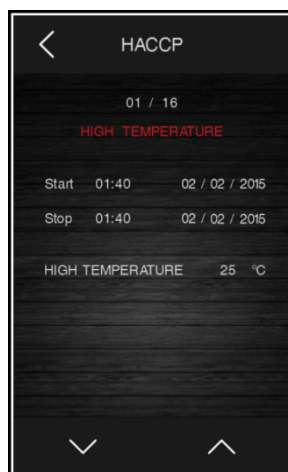 HACCP
01 / 16
HIGH TEMPERATURE
Start 01:40 02 / 02 / 2015
Stop 01:40 02 / 02 / 2015
HIGH TEMPERATURE 25 °C